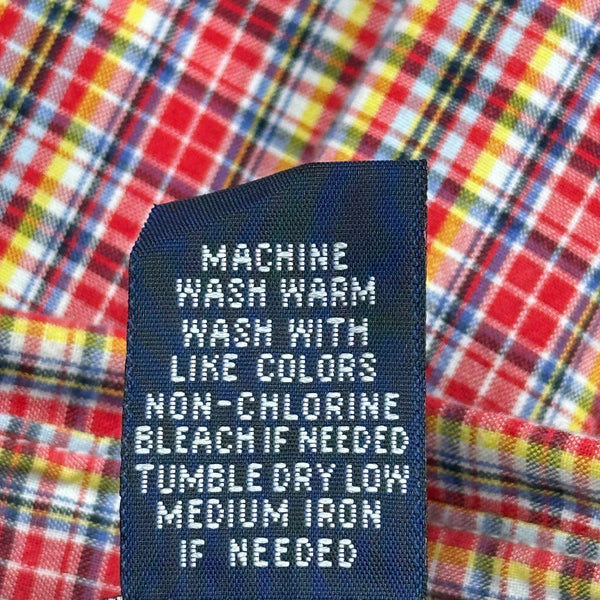 MACHINE
WASH WARM
WASH WITH
LIKE COLORS
NON-CHLORINE
BLEACH IF NEEDED
TUMBLE DRY LOW
MEDIUM IRON
IF NEEDED